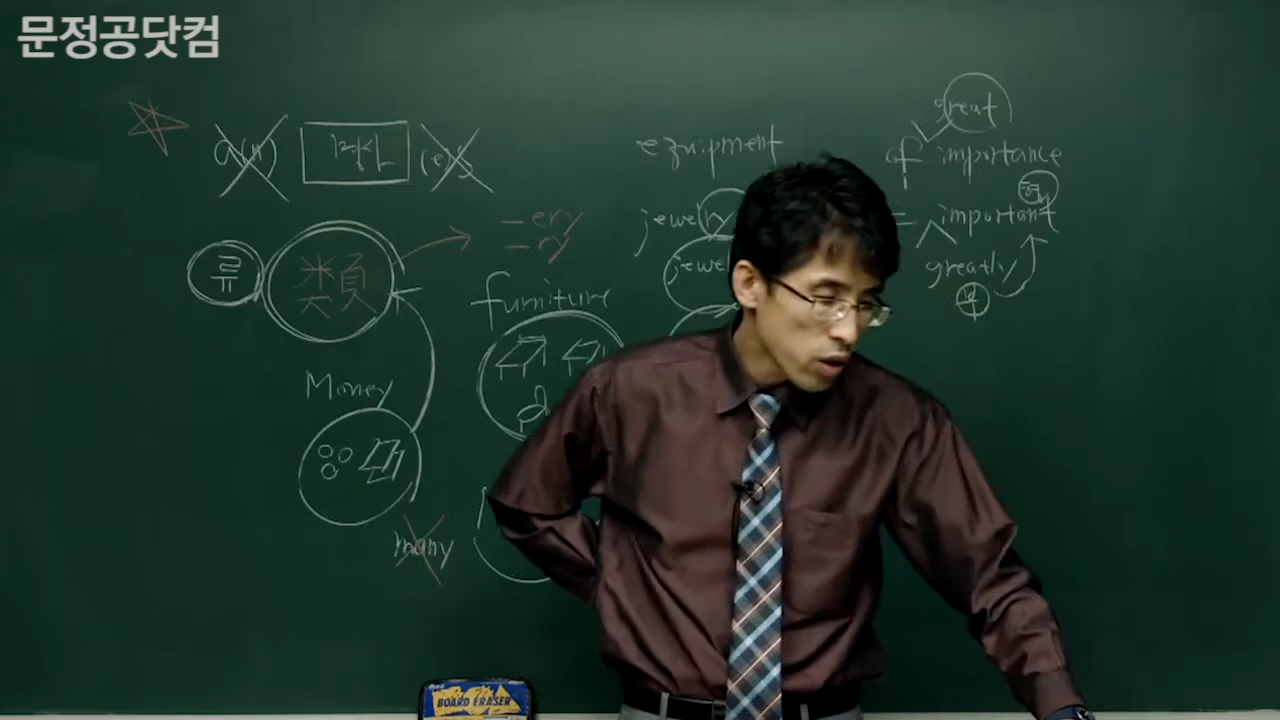 문정공닷컴
a(n) 명사 (e)s
류 類
-ery
-ry
Money
many
furniture
equipment
jewelry
jewel
great
of importance
형
= important
greatly
부
BOARD ERASER